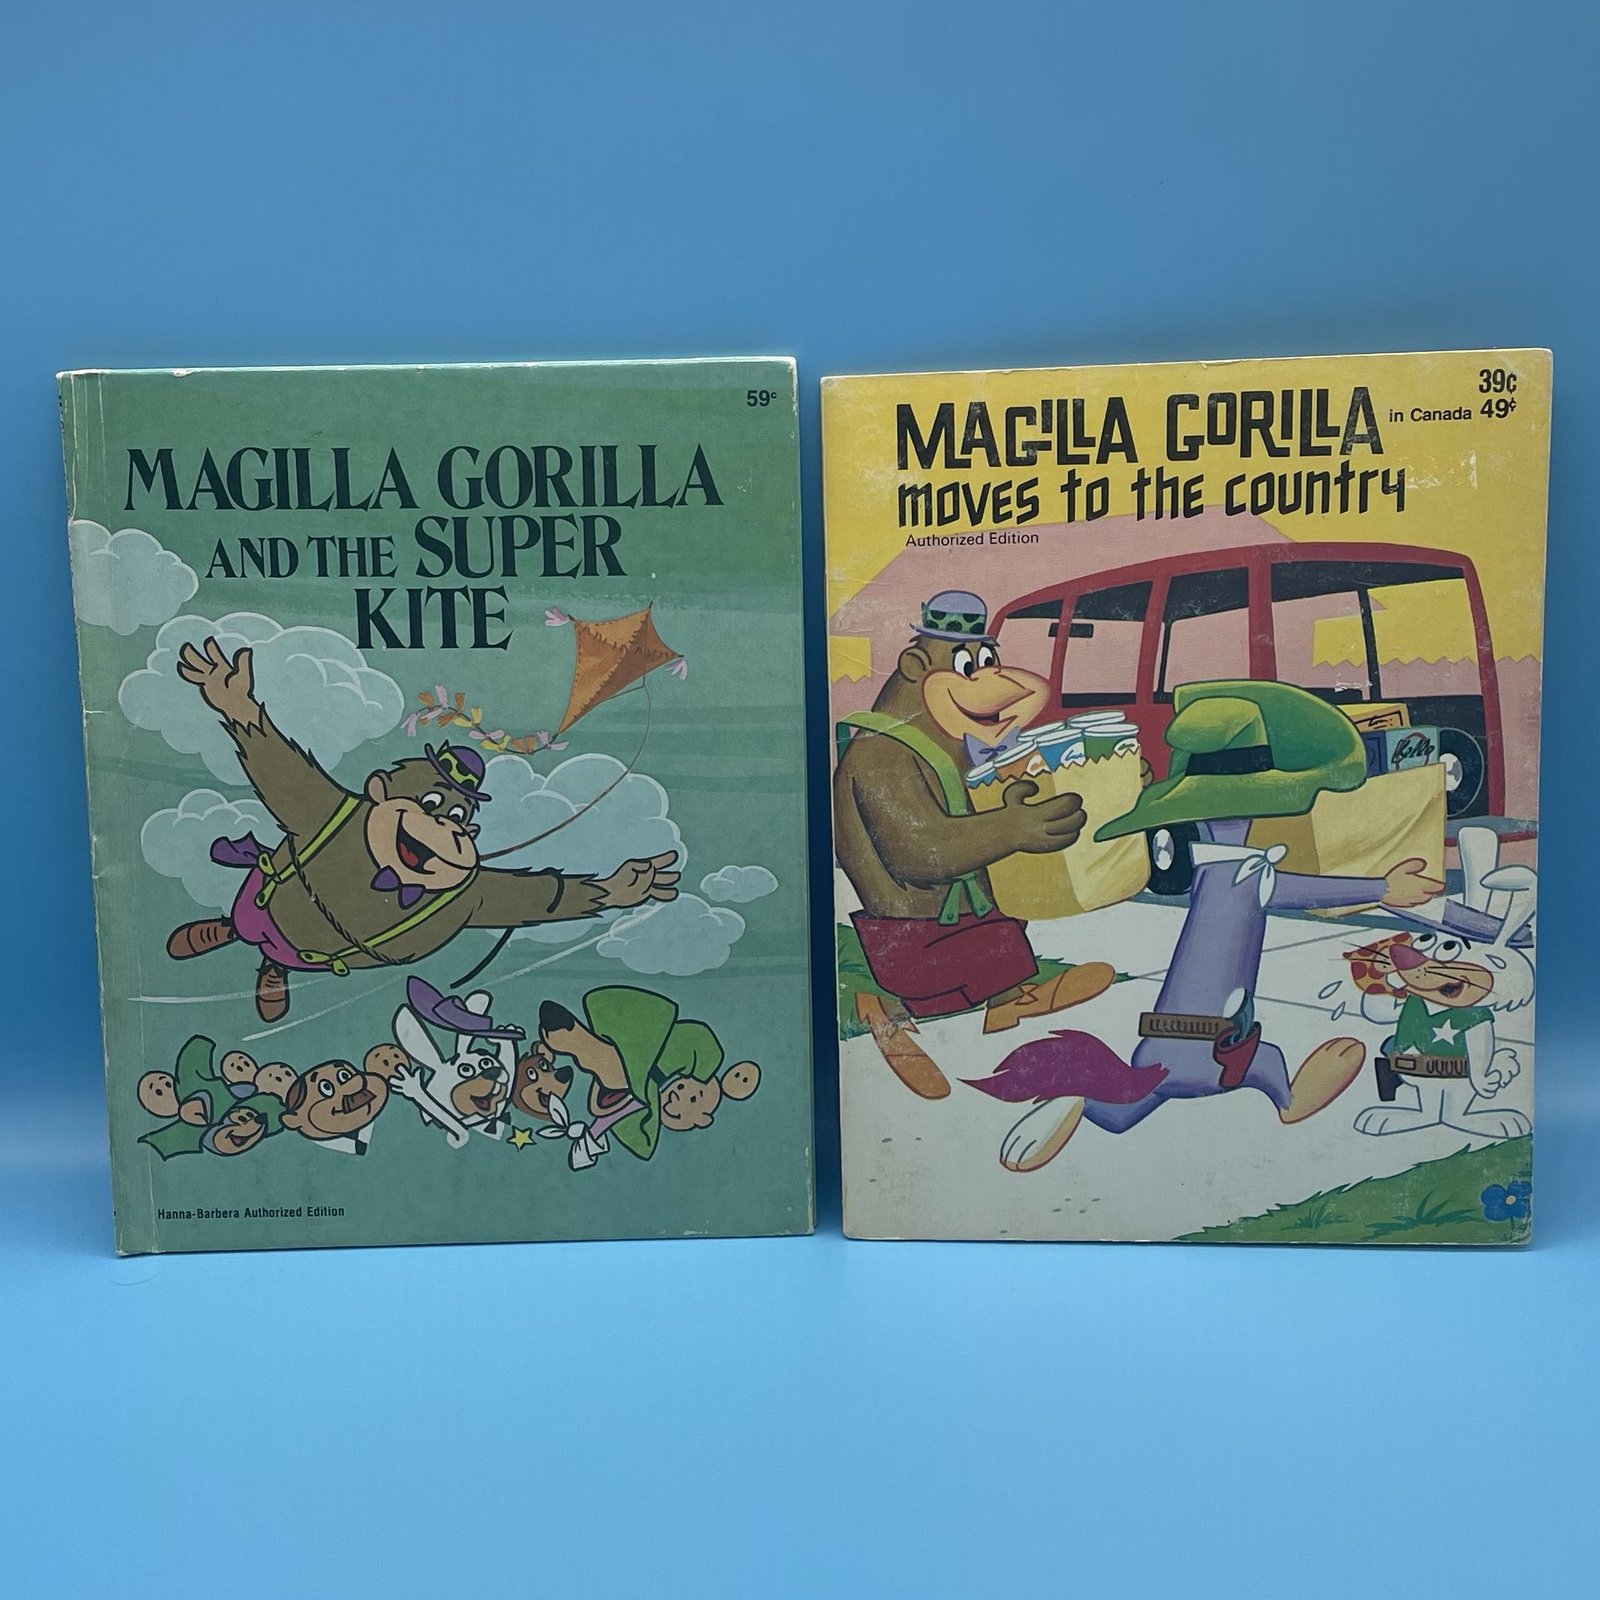 59¢
MAGILLA GORILLA
AND THE SUPER
KITE
Hanna-Barbera Authorized Edition
39¢
MAGILLA GORILLA in Canada 49¢
moves to the country
Authorized Edition